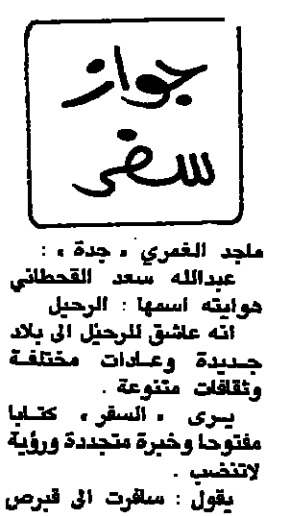 جواز
سفر
ماجد الغمري « جدة » :
عبدالله سعد القحطاني
هوايته اسمها : الرحيل
انه عاشق للرحيل الى بلاد
جديدة وعادات مختلفة
وثقافات متنوعة .
يرى « السفر » كتابا
مفتوحا وخبرة متجددة ورؤية
لاتنضب .
يقول : سافرت الى قبرص